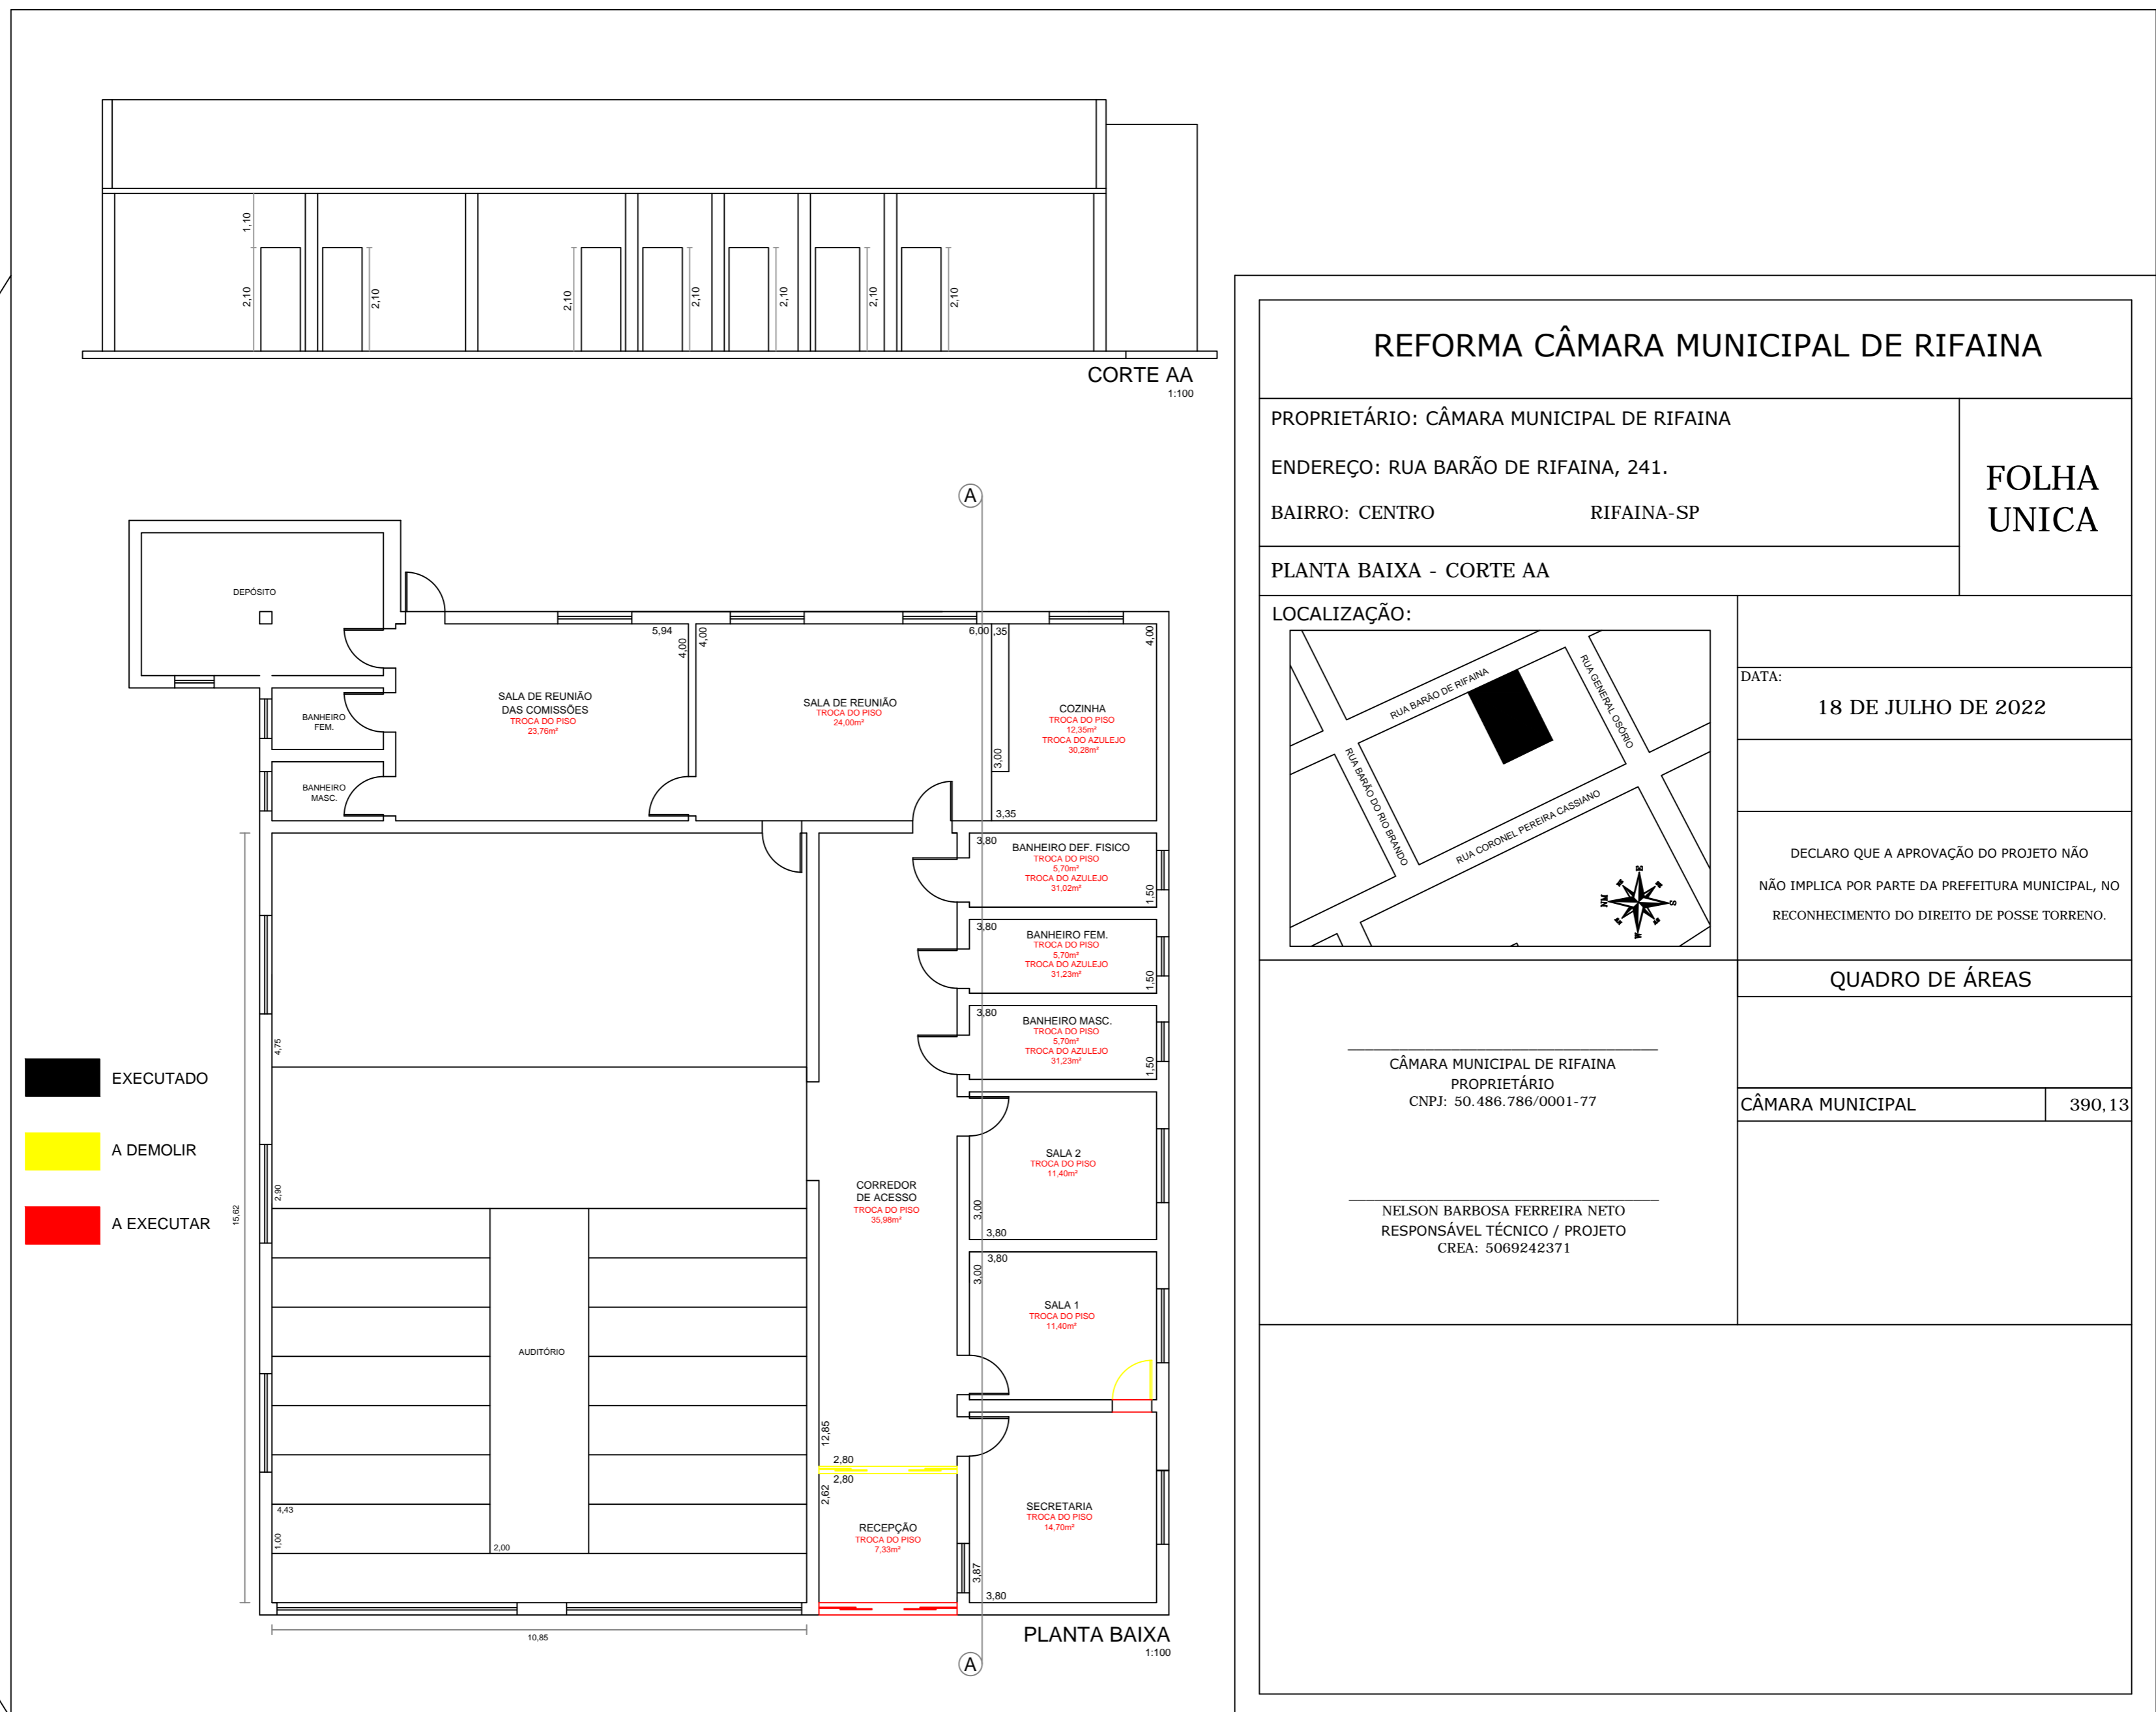 1,10
2,10
2,10
2,10
2,10
2,10
2,10
2,10
CORTE AA
1:100
A
DEPÓSITO
5,94
4,00
4,00
6,00
,35
4,00
SALA DE REUNIÃO
DAS COMISSÕES
TROCA DO PISO
23,76m²
SALA DE REUNIÃO
TROCA DO PISO
24,00m²
COZINHA
TROCA DO PISO
12,35m²
TROCA DO AZULEJO
30,28m²
3,00
3,35
BANHEIRO
FEM.
BANHEIRO
MASC.
3,80
BANHEIRO DEF. FISICO
TROCA DO PISO
5,70m²
TROCA DO AZULEJO
31,02m²
1,50
3,80
BANHEIRO FEM.
TROCA DO PISO
5,70m²
TROCA DO AZULEJO
31,23m²
1,50
3,80
BANHEIRO MASC.
TROCA DO PISO
5,70m²
TROCA DO AZULEJO
31,23m²
1,50
4,75
EXECUTADO
A DEMOLIR
A EXECUTAR
15,62
2,90
SALA 2
TROCA DO PISO
11,40m²
3,00
3,80
CORREDOR
DE ACESSO
TROCA DO PISO
35,98m²
3,80
3,00
SALA 1
TROCA DO PISO
11,40m²
AUDITÓRIO
12,85
2,80
2,80
2,62
RECEPÇÃO
TROCA DO PISO
7,33m²
SECRETARIA
TROCA DO PISO
14,70m²
3,87
3,80
4,43
1,00
2,00
10,85
PLANTA BAIXA
1:100
A
REFORMA CÂMARA MUNICIPAL DE RIFAINA
PROPRIETÁRIO: CÂMARA MUNICIPAL DE RIFAINA
ENDEREÇO: RUA BARÃO DE RIFAINA, 241.
BAIRRO: CENTRO RIFAINA-SP
FOLHA
UNICA
PLANTA BAIXA - CORTE AA
LOCALIZAÇÃO:
RUA BARÃO DE RIFAINA
RUA GENERAL OSÓRIO
RUA BARÃO DO RIO BRANDO
RUA CORONEL PEREIRA CASSIANO
DATA:
18 DE JULHO DE 2022
DECLARO QUE A APROVAÇÃO DO PROJETO NÃO
NÃO IMPLICA POR PARTE DA PREFEITURA MUNICIPAL, NO
RECONHECIMENTO DO DIREITO DE POSSE TORRENO.
QUADRO DE ÁREAS
CÂMARA MUNICIPAL 390,13
CÂMARA MUNICIPAL DE RIFAINA
PROPRIETÁRIO
CNPJ: 50.486.786/0001-77
NELSON BARBOSA FERREIRA NETO
RESPONSÁVEL TÉCNICO / PROJETO
CREA: 5069242371